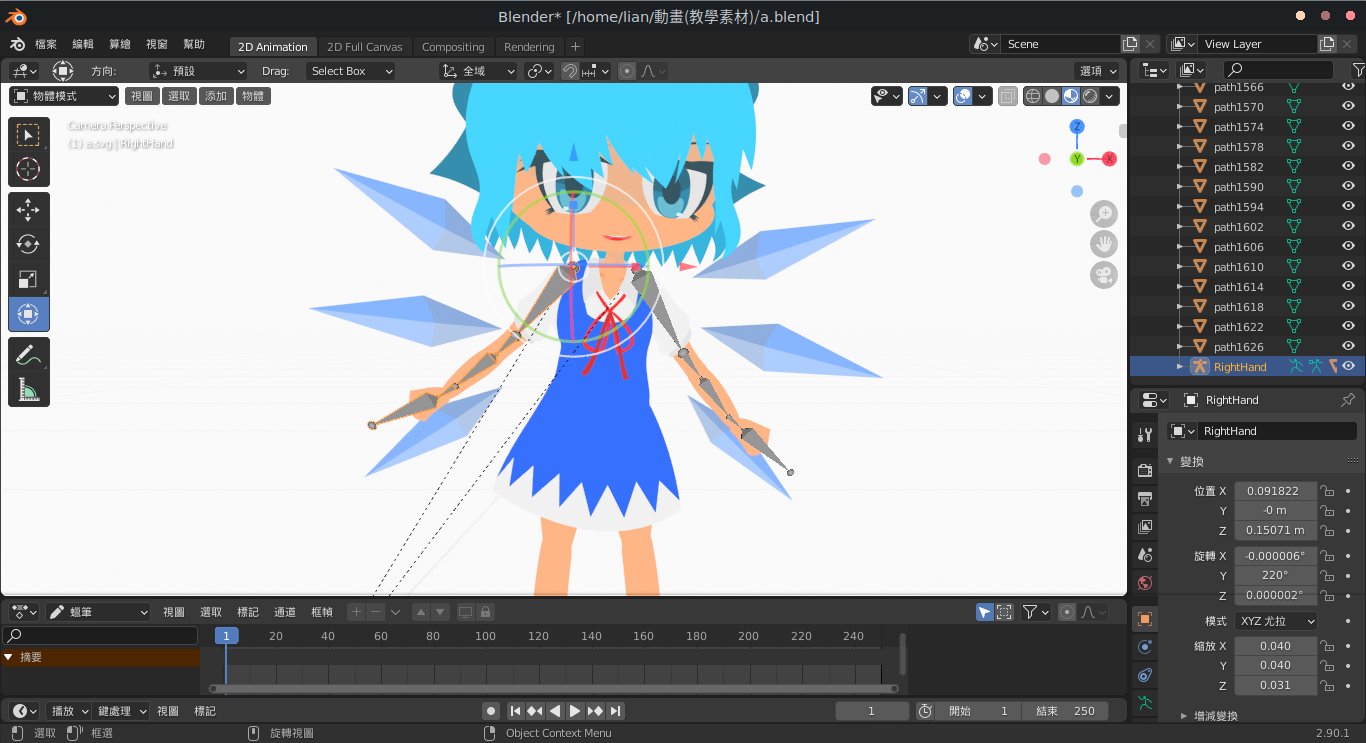 Blender* [/home/lian/動畫(教學素材)/a.blend]
檔案 編輯 算繪 視窗 幫助 2D Animation 2D Full Canvas Compositing Rendering + Scene View Layer
方向: 預設 Drag: Select Box 全域 選項
物體模式 視圖 選取 添加 物體
Camera Perspective
(1) a.svg | RightHand
Z
Y
X
path1566
path1570
path1574
path1578
path1582
path1590
path1594
path1602
path1606
path1610
path1614
path1618
path1622
path1626
RightHand
RightHand
RightHand
變換
位置 X 0.091822
Y -0 m
Z 0.15071 m
旋轉 X -0.000006°
Y 220°
Z 0.000002°
模式 XYZ 尤拉
縮放 X 0.040
Y 0.040
Z 0.031
增減變換
蠟筆 視圖 選取 標記 通道 框幀
1 20 40 60 80 100 120 140 160 180 200 220 240
摘要
播放 鍵處理 視圖 標記 1 開始 1 結束 250
選取 框選 旋轉視圖 Object Context Menu 2.90.1